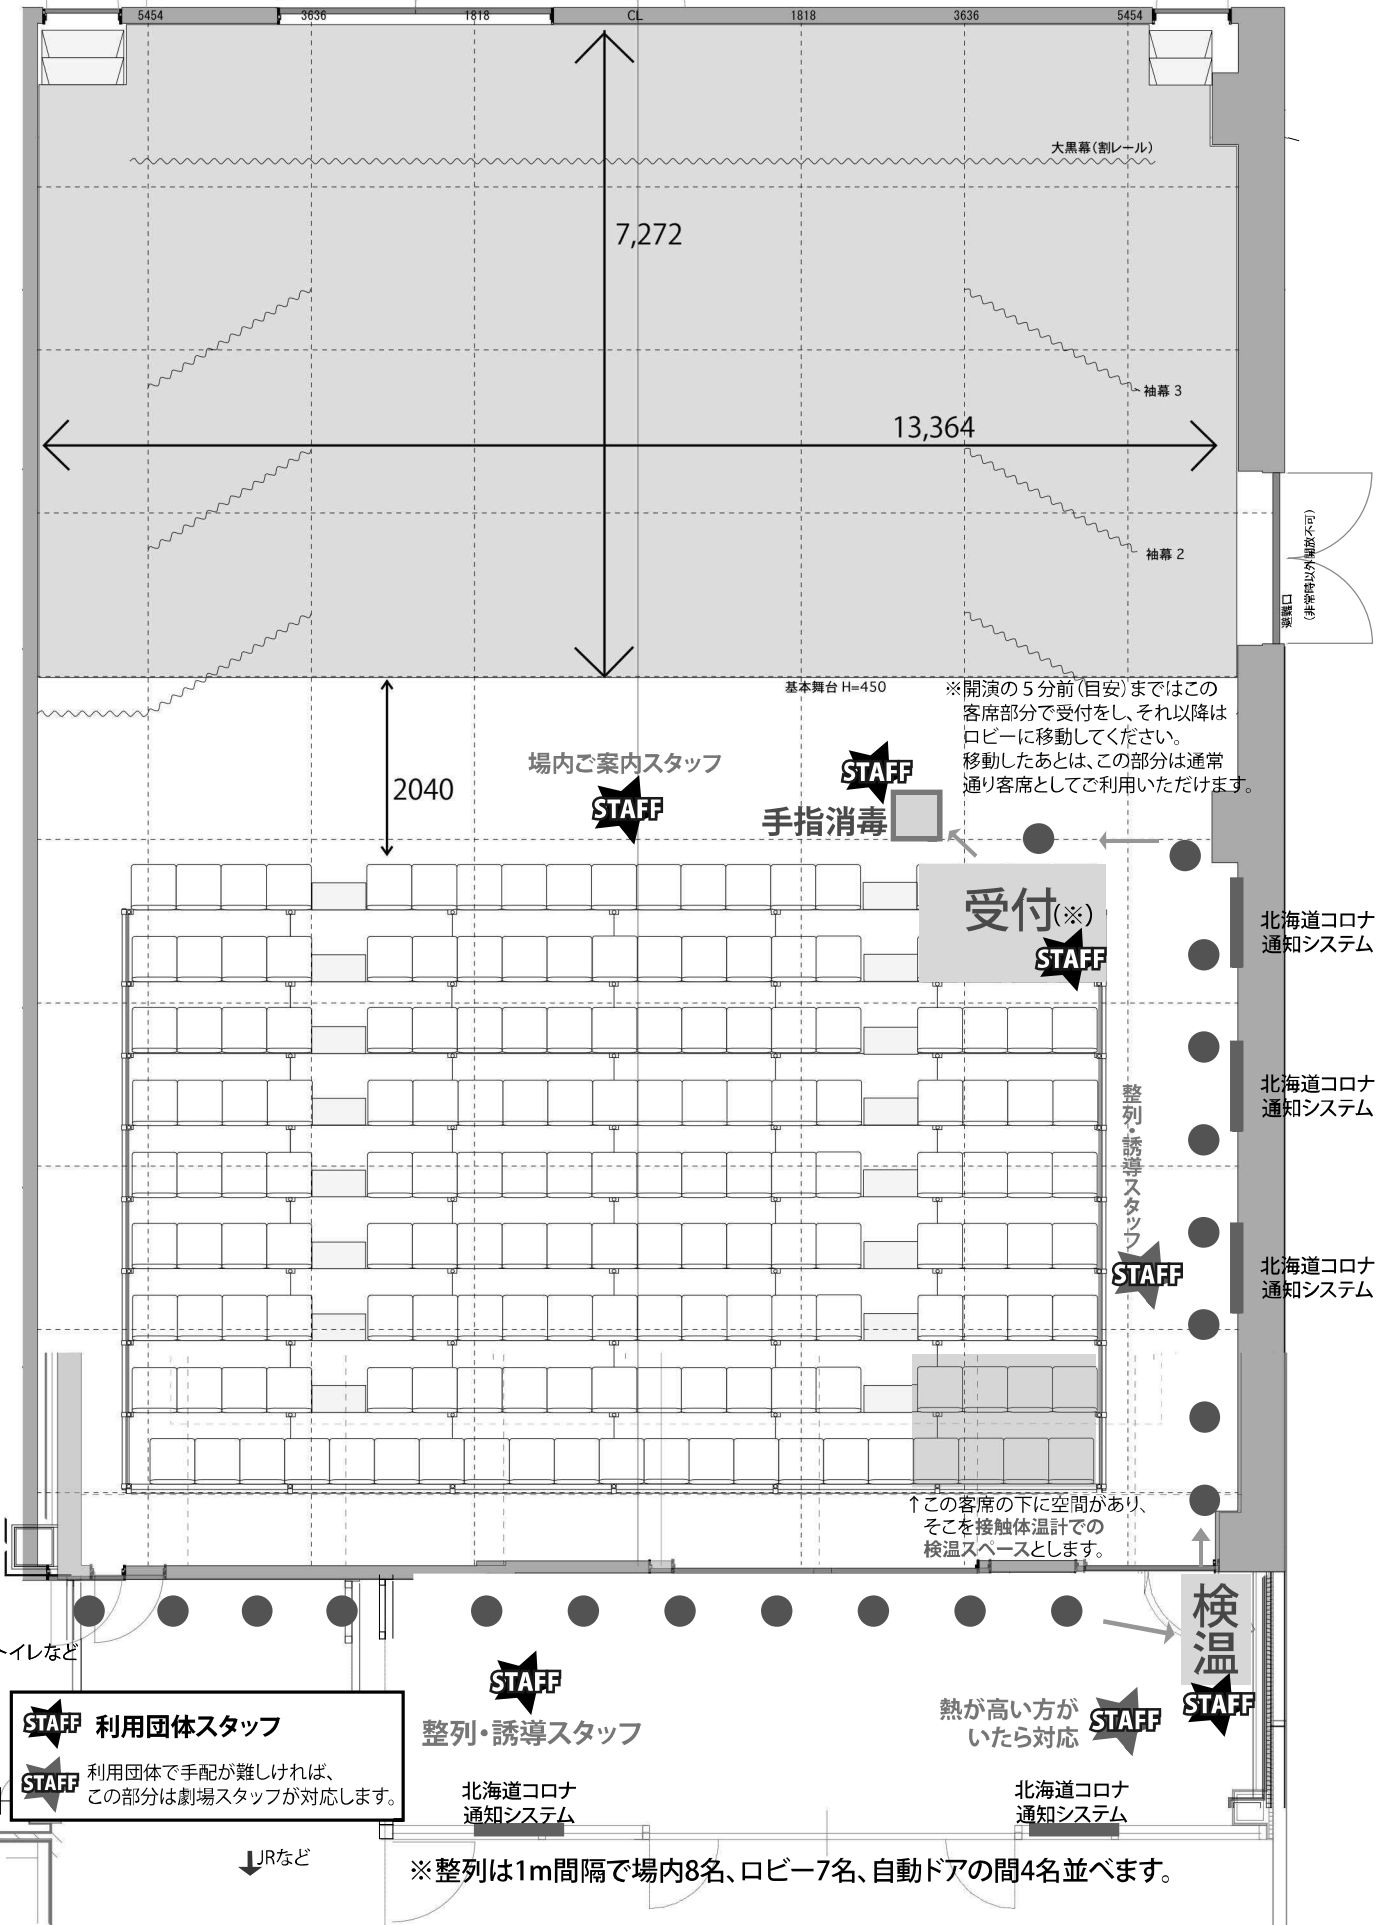 5454
3636
1818
CL
1818
3636
5454
大黒幕(割レール)
7,272
袖幕 3
13,364
袖幕 2
避難口
(非常時以外開放不可)
基本舞台 H=450
※開演の５分前(目安)まではこの
客席部分で受付をし、それ以降は
ロビーに移動してください。
移動したあとは、この部分は通常
通り客席としてご利用いただけます。
場内ご案内スタッフ
STAFF
STAFF
2040
手指消毒
受付(※)
STAFF
北海道コロナ
通知システム
北海道コロナ
通知システム
整列・誘導スタッフ
STAFF
北海道コロナ
通知システム
↑この客席の下に空間があり、
そこを接触体温計での
検温スペースとします。
検温
STAFF
トイレなど
STAFF
整列・誘導スタッフ
熱が高い方が
いたら対応
STAFF
STAFF 利用団体スタッフ
STAFF 利用団体で手配が難しければ、
この部分は劇場スタッフが対応します。
北海道コロナ
通知システム
北海道コロナ
通知システム
JRなど
※整列は1m間隔で場内8名、ロビー7名、自動ドアの間4名並べます。